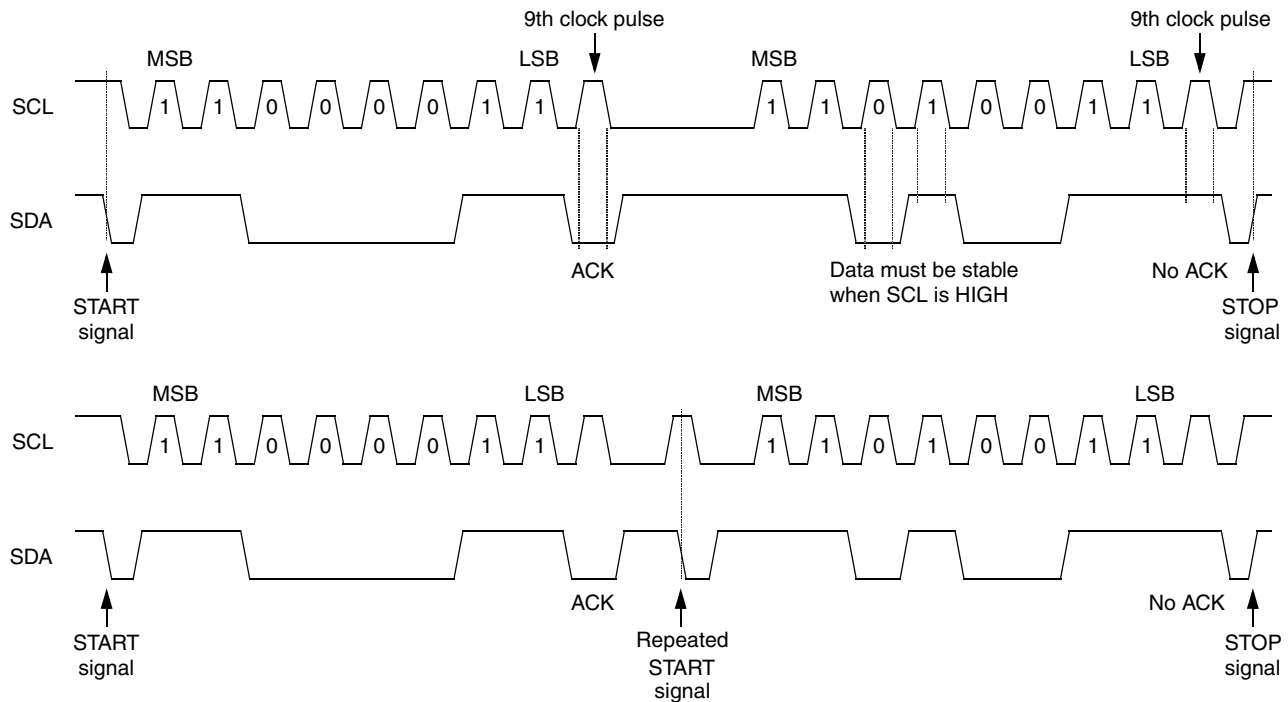 9th clock pulse 9th clock pulse
MSB LSB MSB LSB
SCL 1 1 0 0 0 0 1 1 1 1 0 1 0 0 1 1
SDA
ACK Data must be stable when SCL is HIGH No ACK
START signal STOP signal
MSB LSB MSB LSB
SCL 1 1 0 0 0 0 1 1 1 1 0 1 0 0 1 1
SDA
ACK No ACK
START signal Repeated START signal STOP signal